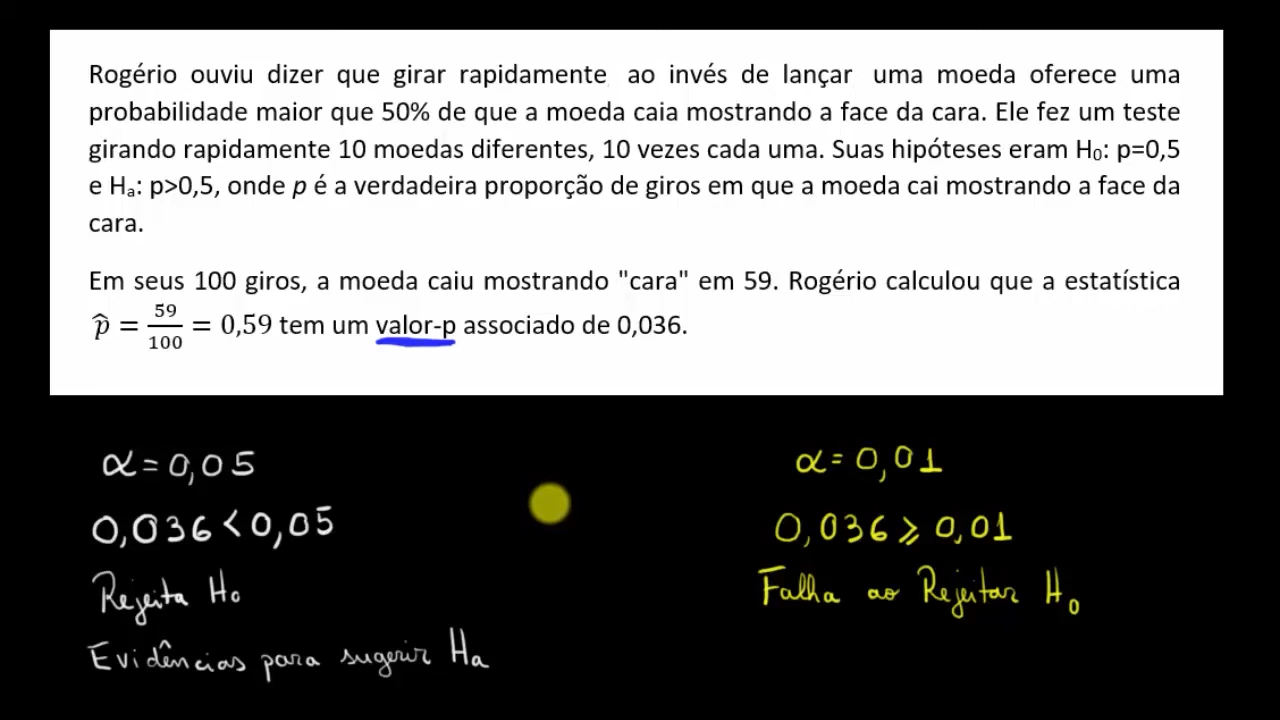 Rogério ouviu dizer que girar rapidamente ao invés de lançar uma moeda oferece uma
probabilidade maior que 50% de que a moeda caia mostrando a face da cara. Ele fez um teste
girando rapidamente 10 moedas diferentes, 10 vezes cada uma. Suas hipóteses eram H₀: p=0,5
e Hₐ: p>0,5, onde p é a verdadeira proporção de giros em que a moeda cai mostrando a face da
cara.
Em seus 100 giros, a moeda caiu mostrando "cara" em 59. Rogério calculou que a estatística
p̂ = 59/100 = 0,59 tem um valor-p associado de 0,036.
α = 0,05
0,036 < 0,05
Rejeita H₀
Evidências para sugerir Hₐ
α = 0,01
0,036 ⩾ 0,01
Falha ao Rejeitar H₀